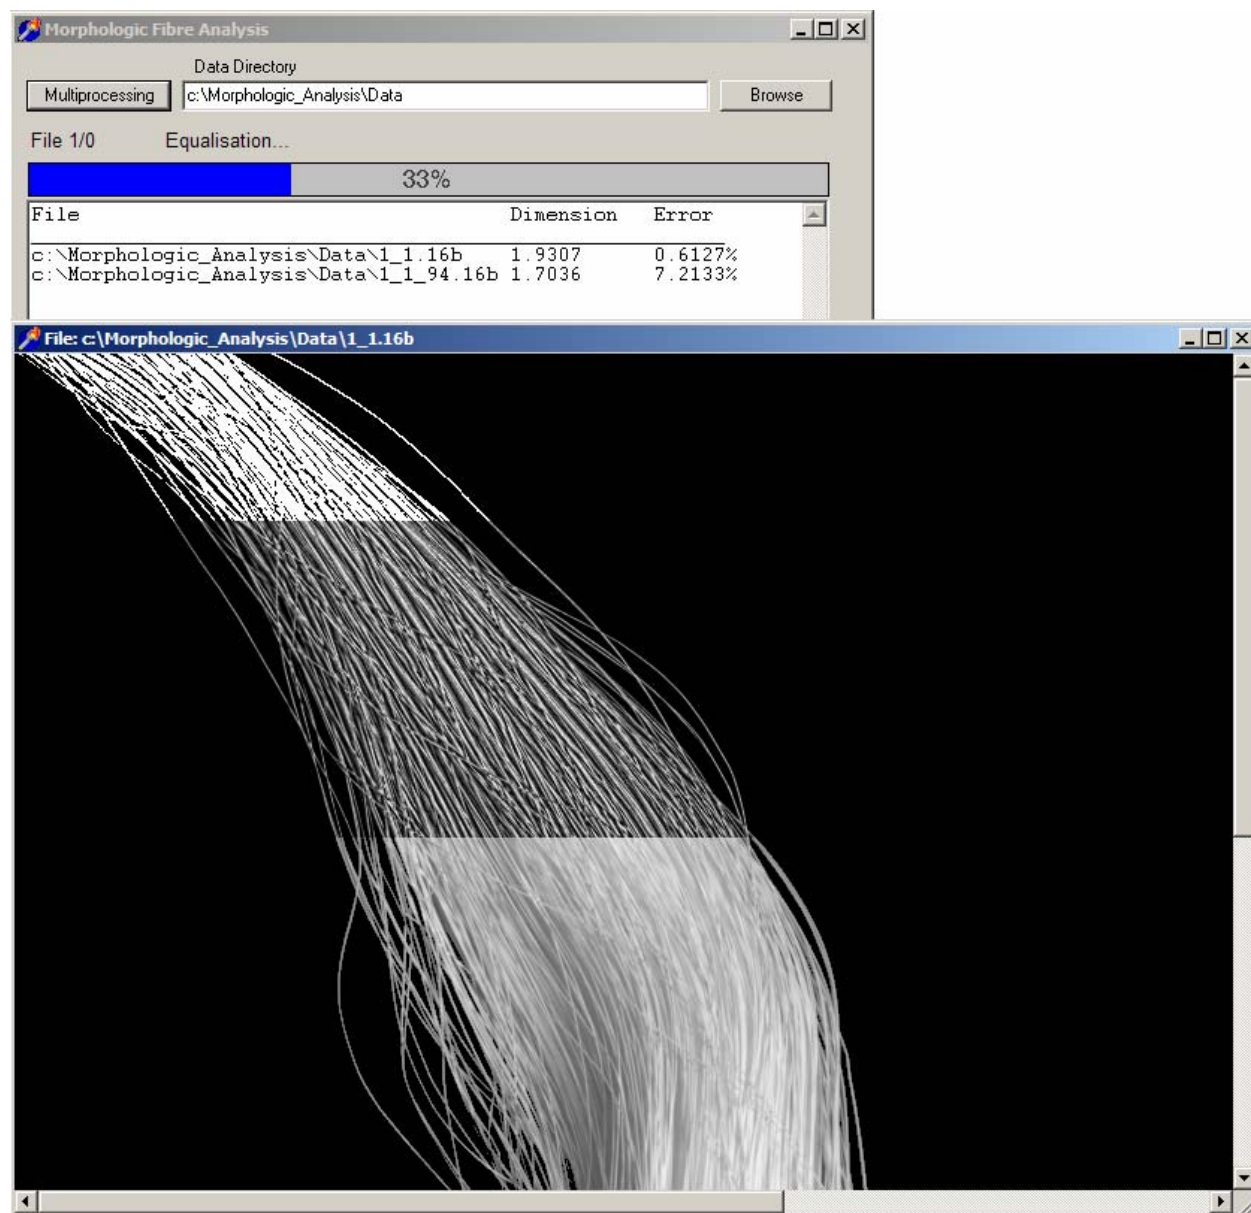 Morphologic Fibre Analysis
Data Directory
Multiprocessing c:\Morphologic_Analysis\Data Browse
File 1/0 Equalisation...
33%
File Dimension Error
c:\Morphologic_Analysis\Data\1_1.16b 1.9307 0.6127%
c:\Morphologic_Analysis\Data\1_1_94.16b 1.7036 7.2133%
File: c:\Morphologic_Analysis\Data\1_1.16b